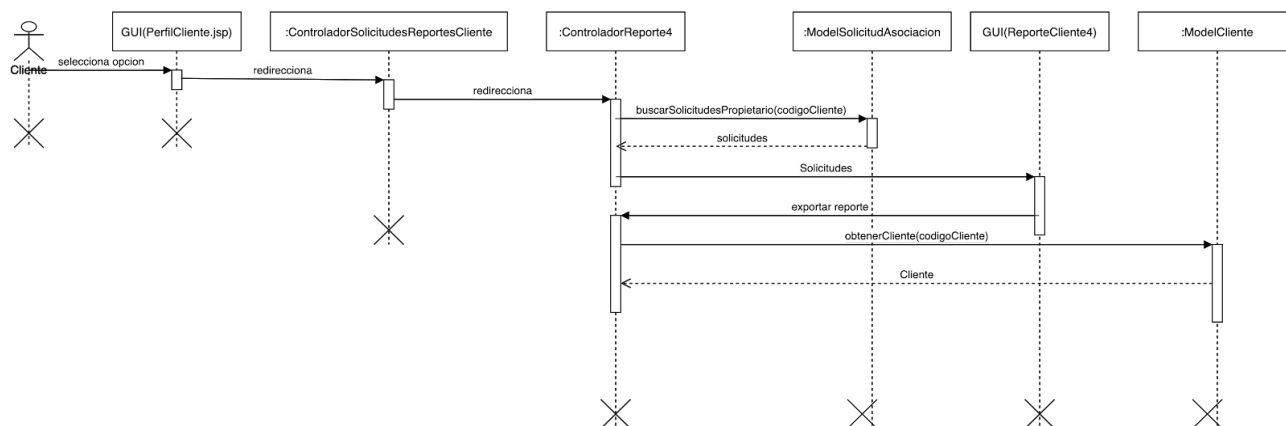 GUI(PerfilCliente.jsp)
:ControladorSolicitudesReportesCliente
:ControladorReporte4
:ModelSolicitudAsociacion
GUI(ReporteCliente4)
:ModelCliente
Cliente
selecciona opcion
redirecciona
redirecciona
buscarSolicitudesPropietario(codigoCliente)
solicitudes
Solicitudes
exportar reporte
obtenerCliente(codigoCliente)
Cliente